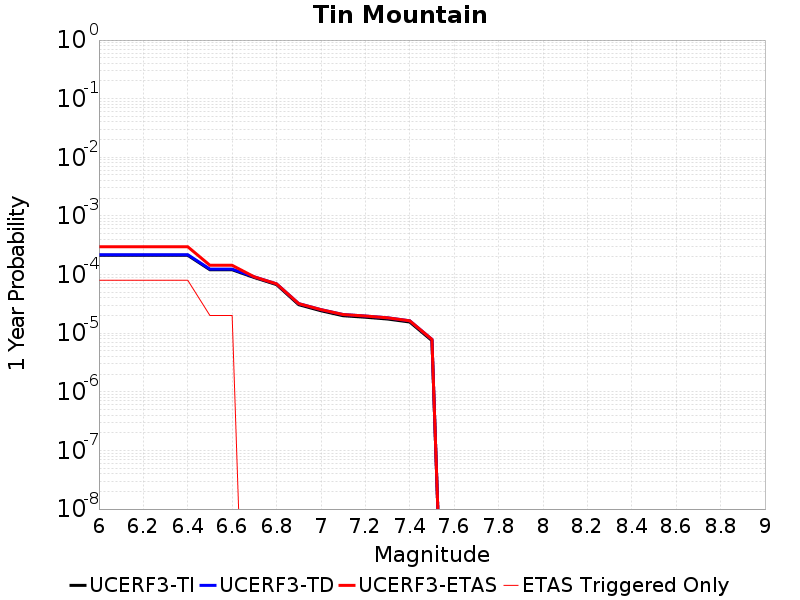 Tin Mountain
1 Year Probability
10^0
10^-1
10^-2
10^-3
10^-4
10^-5
10^-6
10^-7
10^-8
6 6.2 6.4 6.6 6.8 7 7.2 7.4 7.6 7.8 8 8.2 8.4 8.6 8.8 9
Magnitude
UCERF3-TI UCERF3-TD UCERF3-ETAS ETAS Triggered Only